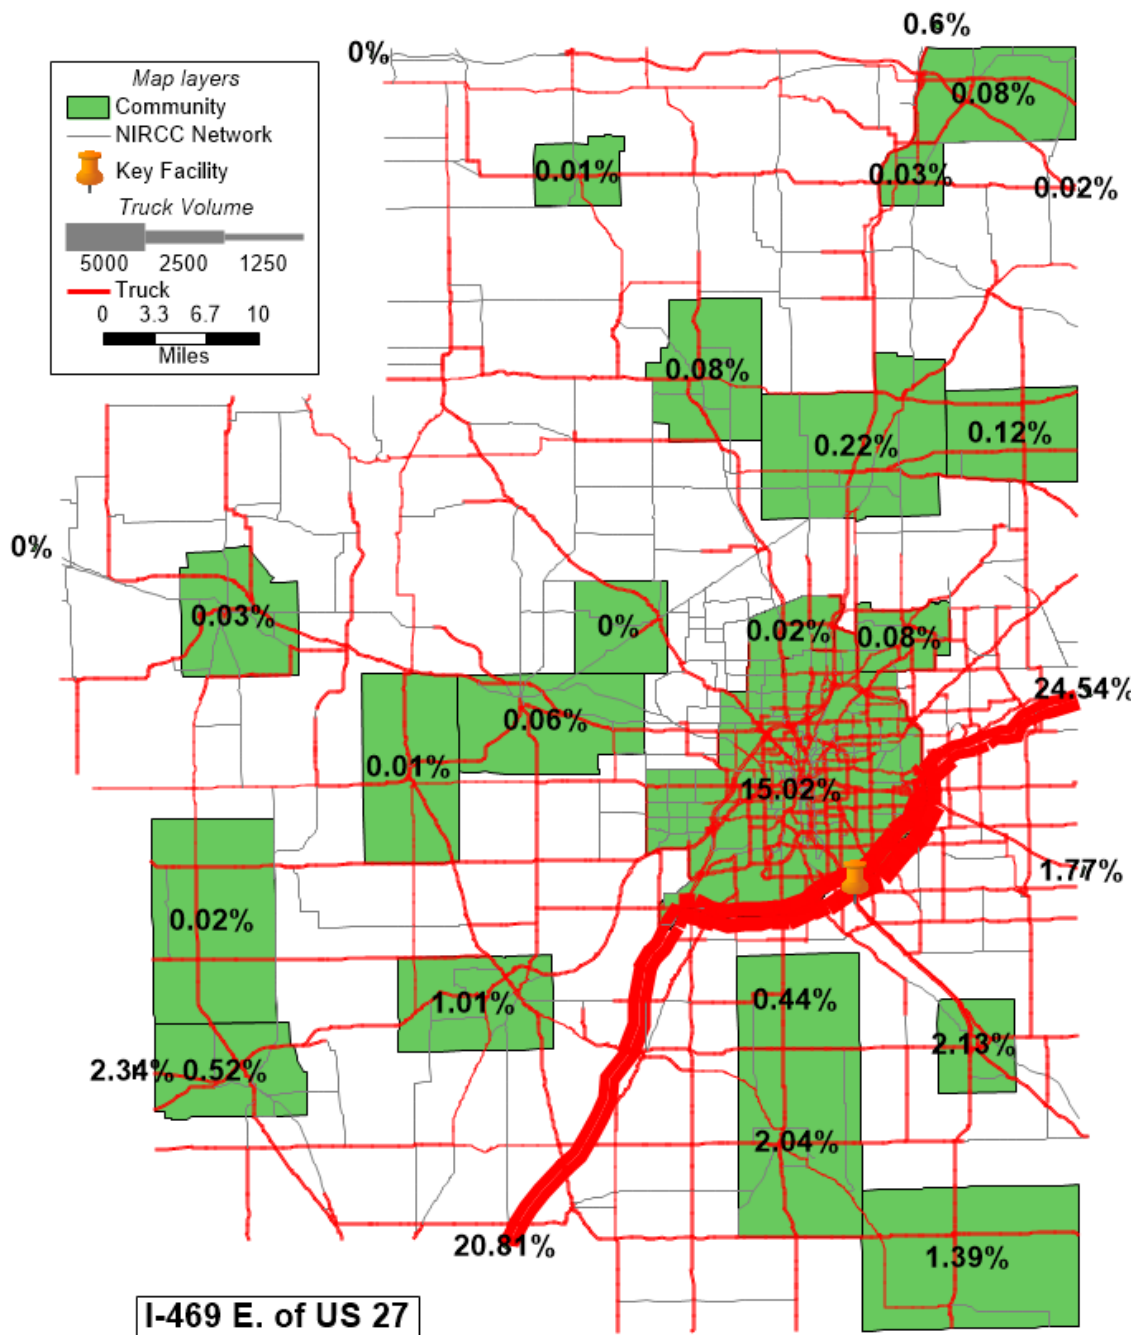 0.6%
0%
Map layers
Community
NIRCC Network
Key Facility
Truck Volume
5000 2500 1250
Truck
0 3.3 6.7 10
Miles
0.08%
0.01%
0.03%
0.02%
0.08%
0.22%
0.12%
0%
0.03%
0%
0.02%
0.08%
24.54%
0.06%
0.01%
15.02%
1.77%
0.02%
1.01%
0.44%
2.13%
2.34% 0.52%
2.04%
20.81%
1.39%
I-469 E. of US 27